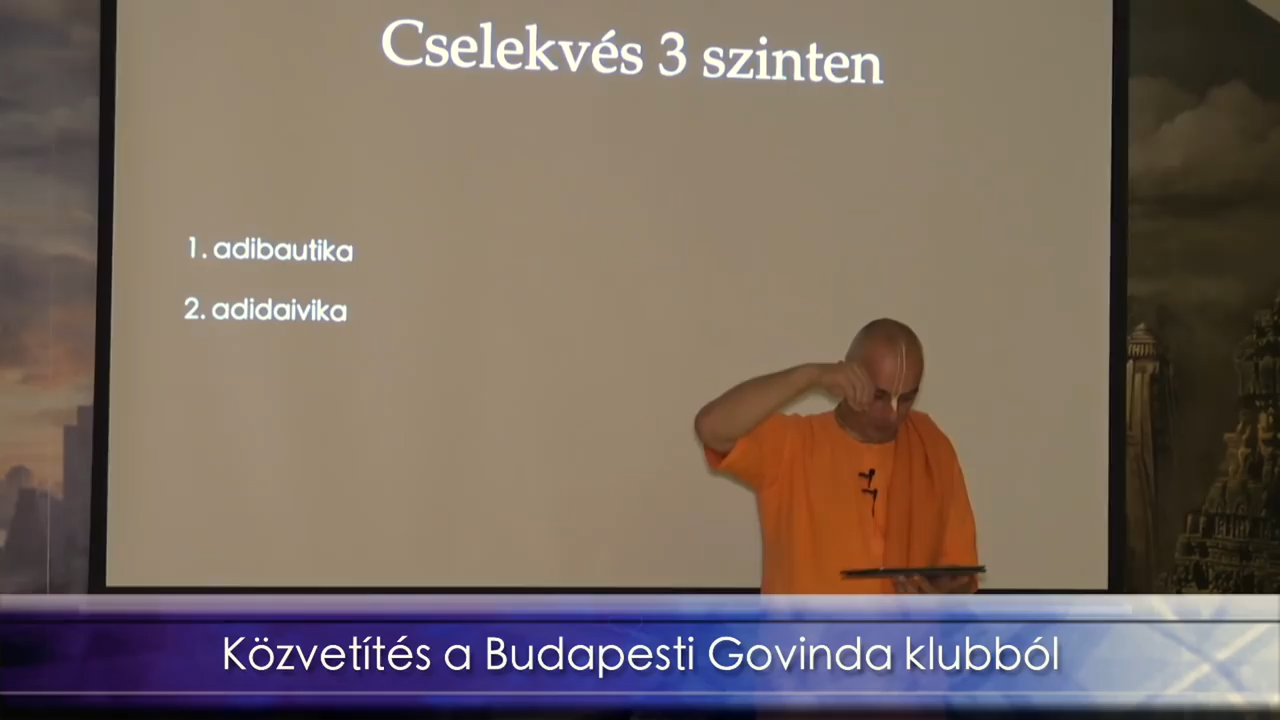 Cselekvés 3 szinten
1. adibautika
2. adidaivika
Közvetítés a Budapesti Govinda klubból